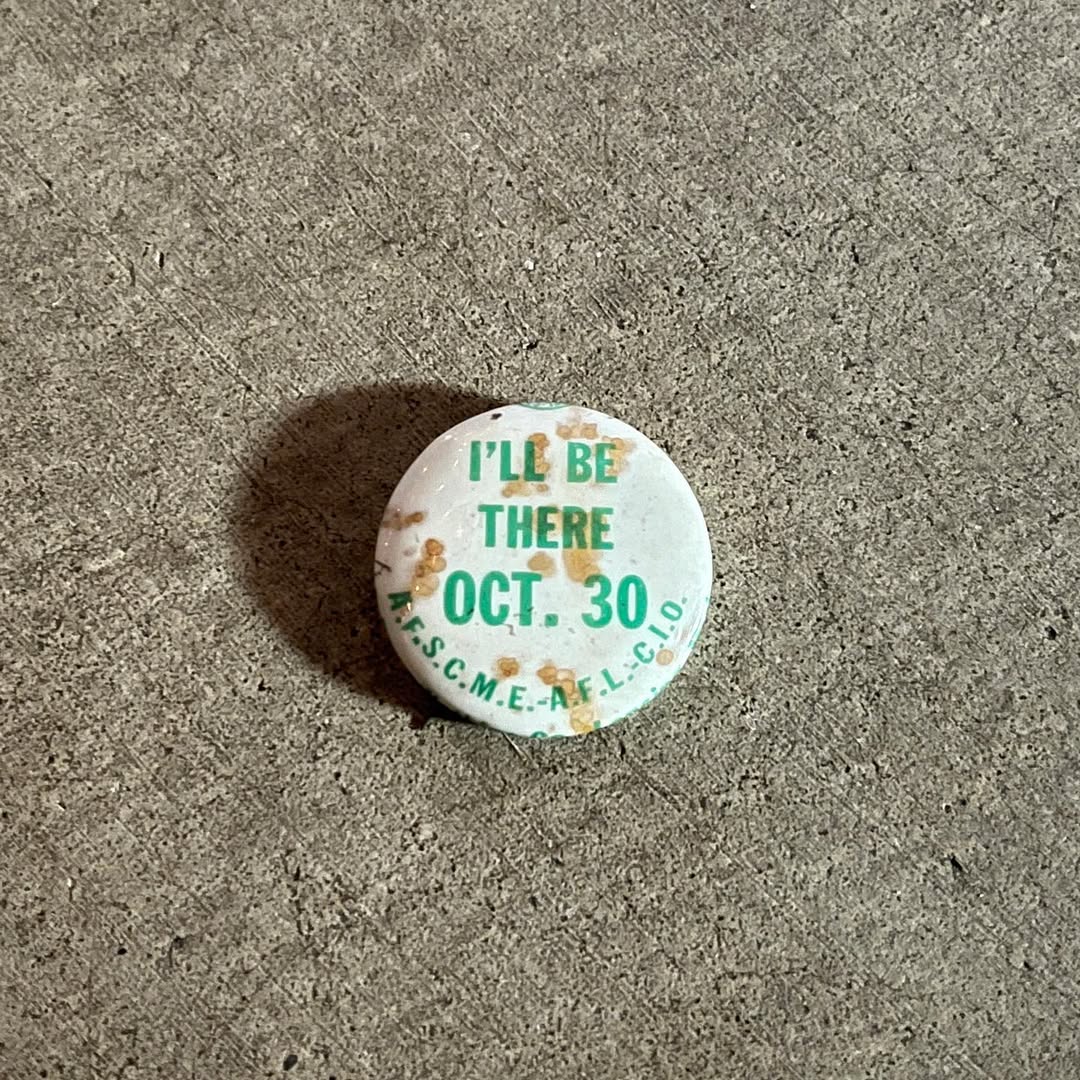 I'LL BE
THERE
OCT. 30
A.F.S.C.M.E.-A.F.L.-C.I.O.